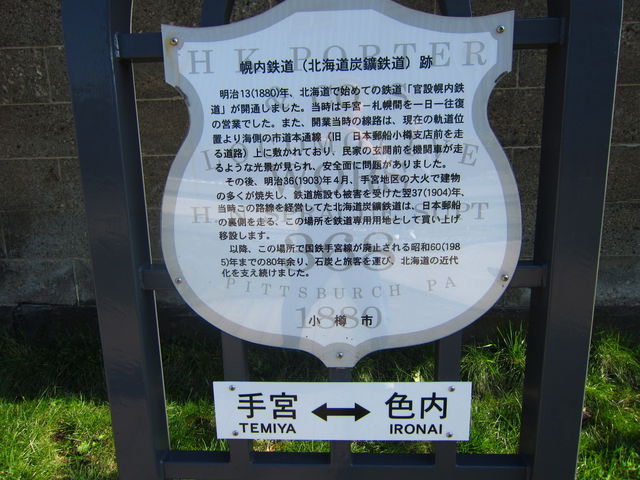 H K PORTER
幌内鉄道（北海道炭鑛鉄道）跡
明治13(1880)年、北海道で始めての鉄道「官設幌内鉄
道」が開通しました。当時は手宮－札幌間を一日一往復
の営業でした。また、開業当時の線路は、現在の軌道位
置より海側の市道本通線（旧 日本郵船小樽支店前を走
る道路）上に敷かれており、民家の玄関前を機関車が走
るような光景が見られ、安全面に問題がありました。
その後、明治36(1903)年４月、手宮地区の大火で建物
の多くが焼失し、鉄道施設も被害を受けた翌37(1904)年、
当時この路線を経営してた北海道炭鑛鉄道は、日本郵船
の裏側を走る、この場所を鉄道専用用地として買い上げ
移設します。
以降、この場所で国鉄手宮線が廃止される昭和60(198
5)年までの80年余り、石炭と旅客を運び、北海道の近代
化を支え続けました。
PITTSBURCH PA
1889
小樽市
手宮 ↔ 色内
TEMIYA IRONAI